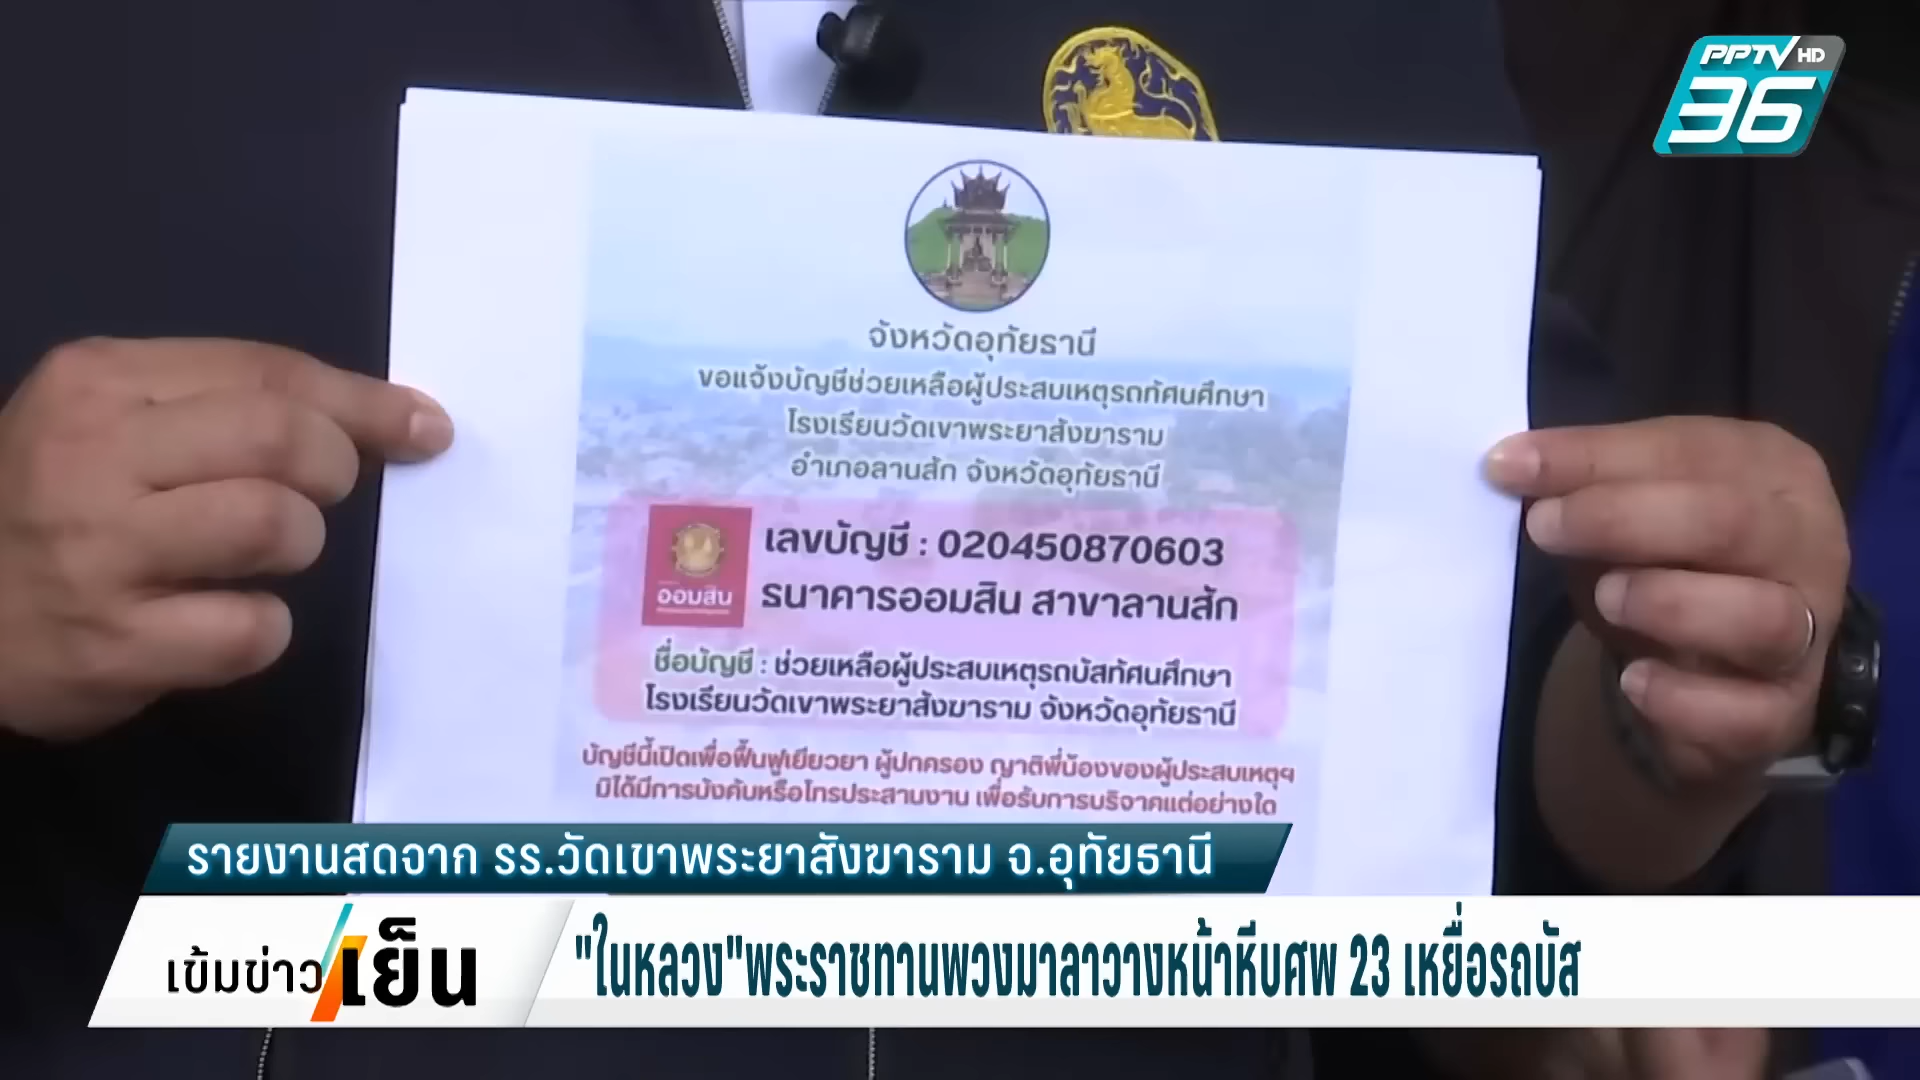 PPTV HD
36
จังหวัดอุทัยธานี
ขอแจ้งบัญชีช่วยเหลือผู้ประสบเหตุรถทัศนศึกษา
โรงเรียนวัดเขาพระยาสังฆาราม
อำเภอลานสัก จังหวัดอุทัยธานี
เลขบัญชี : 020450870603
ออมสิน
ธนาคารออมสิน สาขาลานสัก
ชื่อบัญชี : ช่วยเหลือผู้ประสบเหตุรถบัสทัศนศึกษา
โรงเรียนวัดเขาพระยาสังฆาราม จังหวัดอุทัยธานี
บัญชีนี้เปิดเพื่อฟื้นฟูเยียวยา ผู้ปกครอง ญาติพี่น้องของผู้ประสบเหตุฯ
มิได้มีการบังคับหรือโทรประสานงาน เพื่อรับการบริจาคแต่อย่างใด
รายงานสดจาก รร.วัดเขาพระยาสังฆาราม จ.อุทัยธานี
เข้มข่าวเย็น
"ในหลวง"พระราชทานพวงมาลาวางหน้าหีบศพ 23 เหยื่อรถบัส